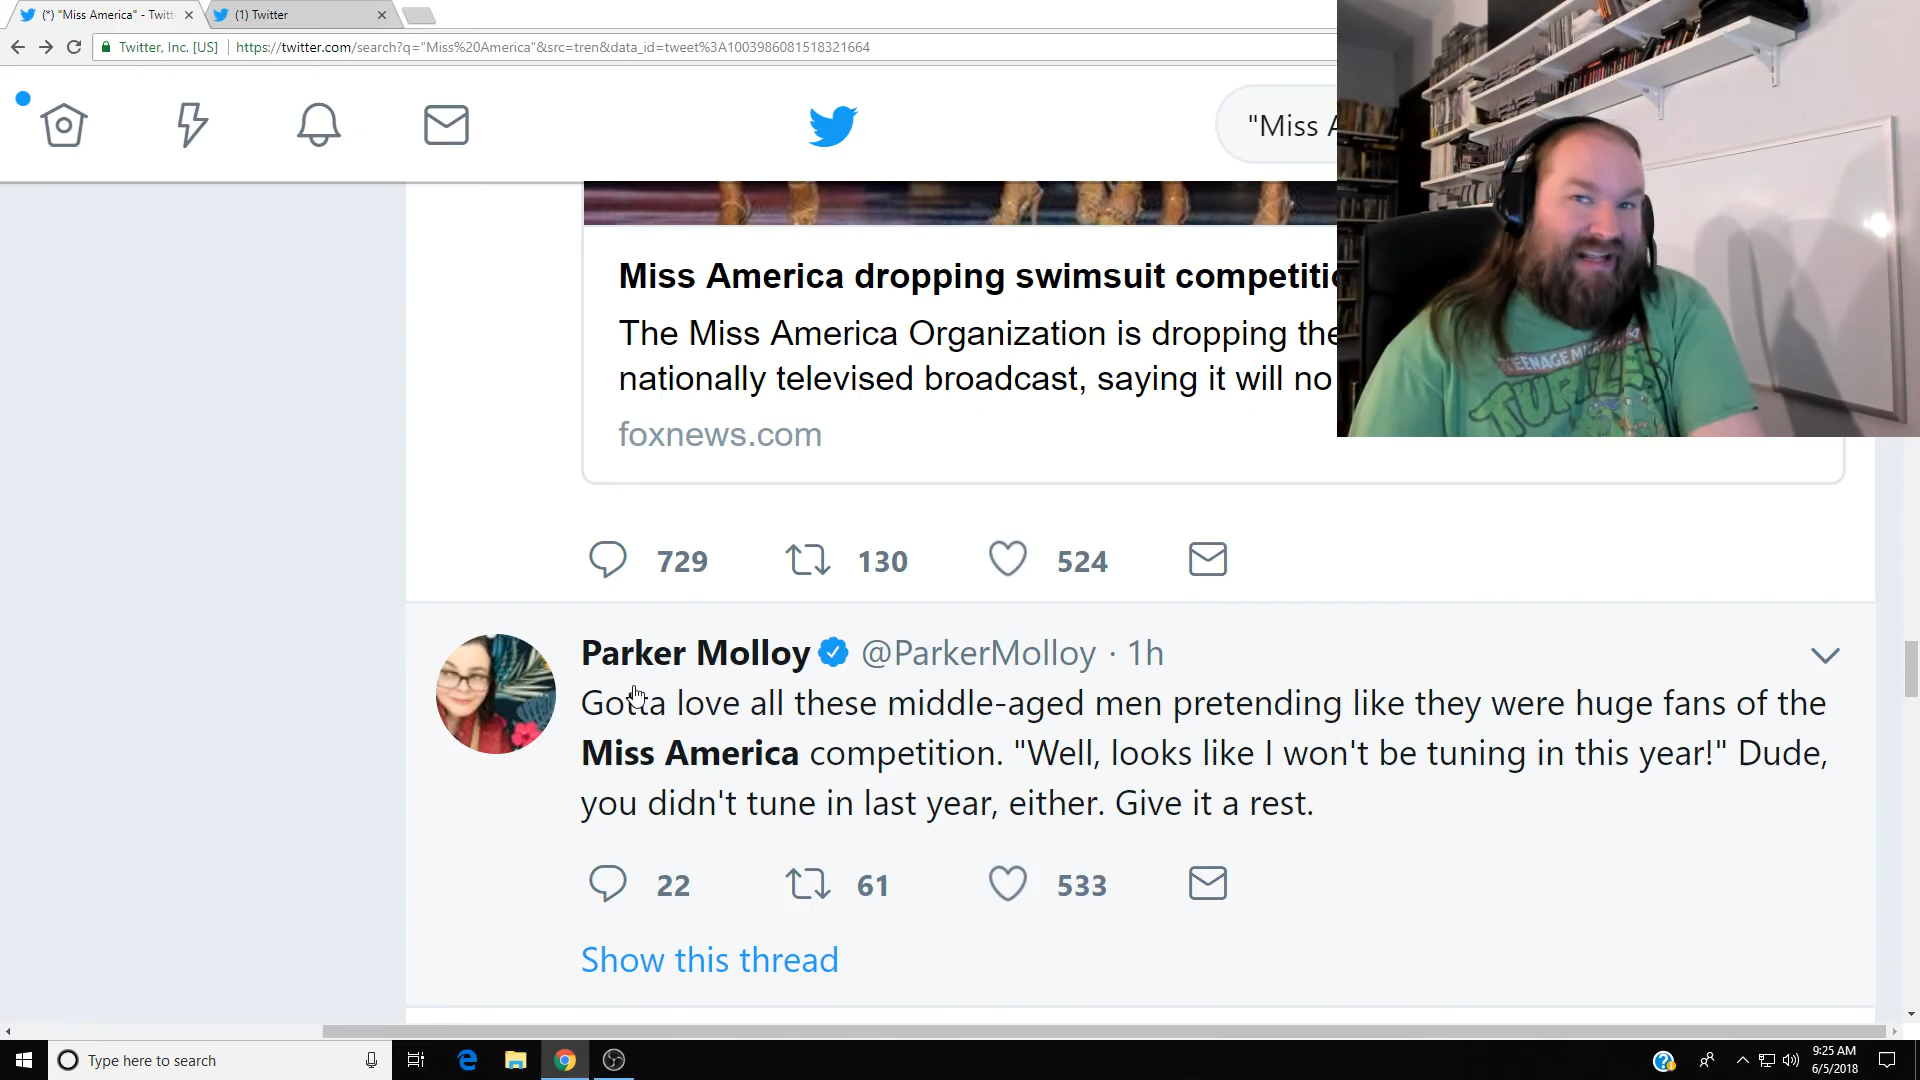 (*) "Miss America" - Twitt
(1) Twitter
Twitter, Inc. [US]
https://twitter.com/search?q="Miss%20America"&src=tren&data_id=tweet%3A1003986081518321664
"Miss A
TEENAGE MUTANT
TURTLES
Miss America dropping swimsuit competitio
The Miss America Organization is dropping the
nationally televised broadcast, saying it will no
foxnews.com
729 130 524
Parker Molloy @ParkerMolloy · 1h
Gotta love all these middle-aged men pretending like they were huge fans of the
Miss America competition. "Well, looks like I won't be tuning in this year!" Dude,
you didn't tune in last year, either. Give it a rest.
22 61 533
Show this thread
Type here to search
9:25 AM
6/5/2018